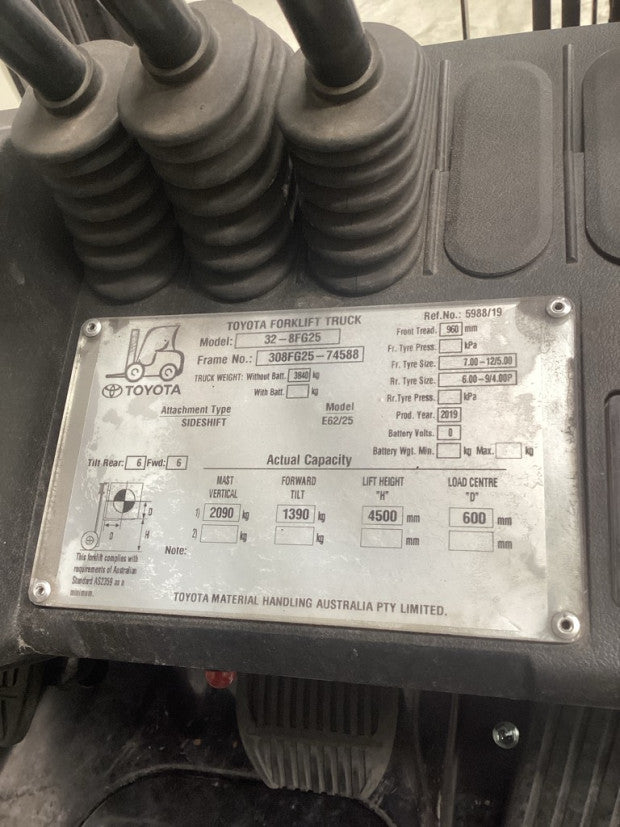 TOYOTA FORKLIFT TRUCK
Ref.No.: 5988/19
Model: 32-8FG25
Front Tread. 960 mm
Frame No.: 308FG25-74588
Fr. Tyre Press. kPa
TOYOTA
TRUCK WEIGHT: Without Batt. 3840 kg
Fr. Tyre Size. 7.00-12/5.00
With Batt. kg
Rr. Tyre Size. 6.00-9/4.00P
Rr.Tyre Press. kPa
Attachment Type Model
Prod. Year. 2019
SIDESHIFT E62/25
Battery Volts. 0
Battery Wgt. Min. kg Max. kg
Tilt Rear: 6 Fwd: 6
Actual Capacity
MAST VERTICAL FORWARD TILT LIFT HEIGHT "H" LOAD CENTRE "D"
1) 2090 kg 1390 kg 4500 mm 600 mm
2) kg kg mm mm
D
D H
Note:
This forklift complies with
requirements of Australian
Standard AS2359 as a
minimum.
TOYOTA MATERIAL HANDLING AUSTRALIA PTY LIMITED.